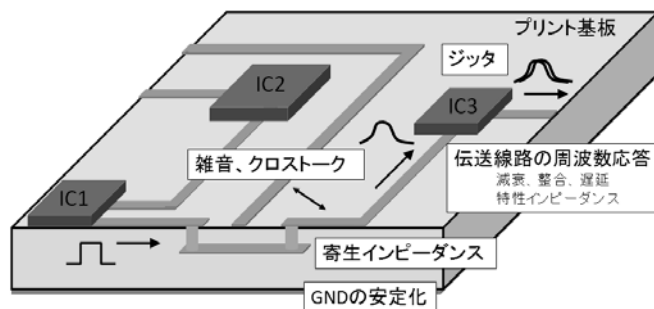 プリント基板
ジッタ
IC2
IC3
雑音、クロストーク
伝送線路の周波数応答
減衰、整合、遅延
特性インピーダンス
IC1
寄生インピーダンス
GNDの安定化